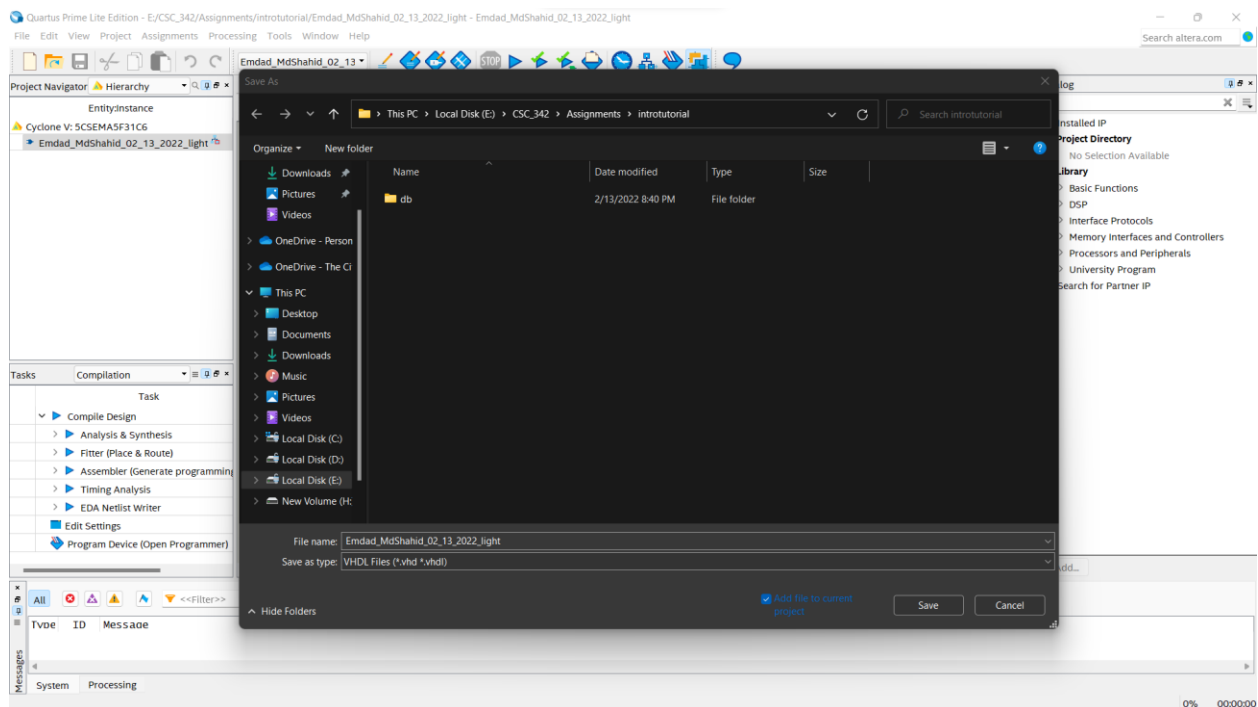 Quartus Prime Lite Edition - E:/CSC_342/Assignments/introtutorial/Emdad_MdShahid_02_13_2022_light - Emdad_MdShahid_02_13_2022_light
File Edit View Project Assignments Processing Tools Window Help
Search altera.com
STOP
Emdad_MdShahid_02_13
Project Navigator Hierarchy
Entity:Instance
Cyclone V: 5CSEMA5F31C6
Emdad_MdShahid_02_13_2022_light
Save As
This PC > Local Disk (E:) > CSC_342 > Assignments > introtutorial
Search introtutorial
Organize New folder
Name Date modified Type Size
db 2/13/2022 8:40 PM File folder
Downloads
Pictures
Videos
OneDrive - Person
OneDrive - The Ci
This PC
Desktop
Documents
Downloads
Music
Pictures
Videos
Local Disk (C:)
Local Disk (D:)
Local Disk (E:)
New Volume (H:
File name: Emdad_MdShahid_02_13_2022_light
Save as type: VHDL Files (*.vhd *.vhdl)
Hide Folders
Add file to current
project
Save Cancel
log
nstalled IP
Project Directory
No Selection Available
Library
Basic Functions
DSP
Interface Protocols
Memory Interfaces and Controllers
Processors and Peripherals
University Program
Search for Partner IP
Add...
Tasks Compilation
Task
Compile Design
Analysis & Synthesis
Fitter (Place & Route)
Assembler (Generate programming
Timing Analysis
EDA Netlist Writer
Edit Settings
Program Device (Open Programmer)
All <<Filter>>
Type ID Message
Messages
System Processing
0% 00:00:00